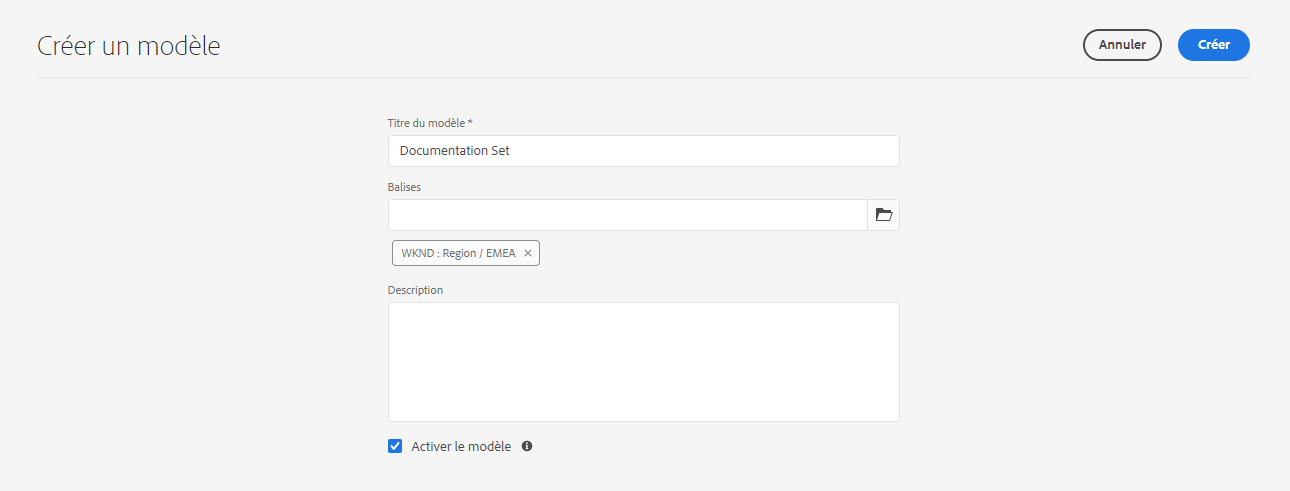 Créer un modèle
Annuler
Créer
Titre du modèle *
Documentation Set
Balises
WKND : Region / EMEA
Description
Activer le modèle